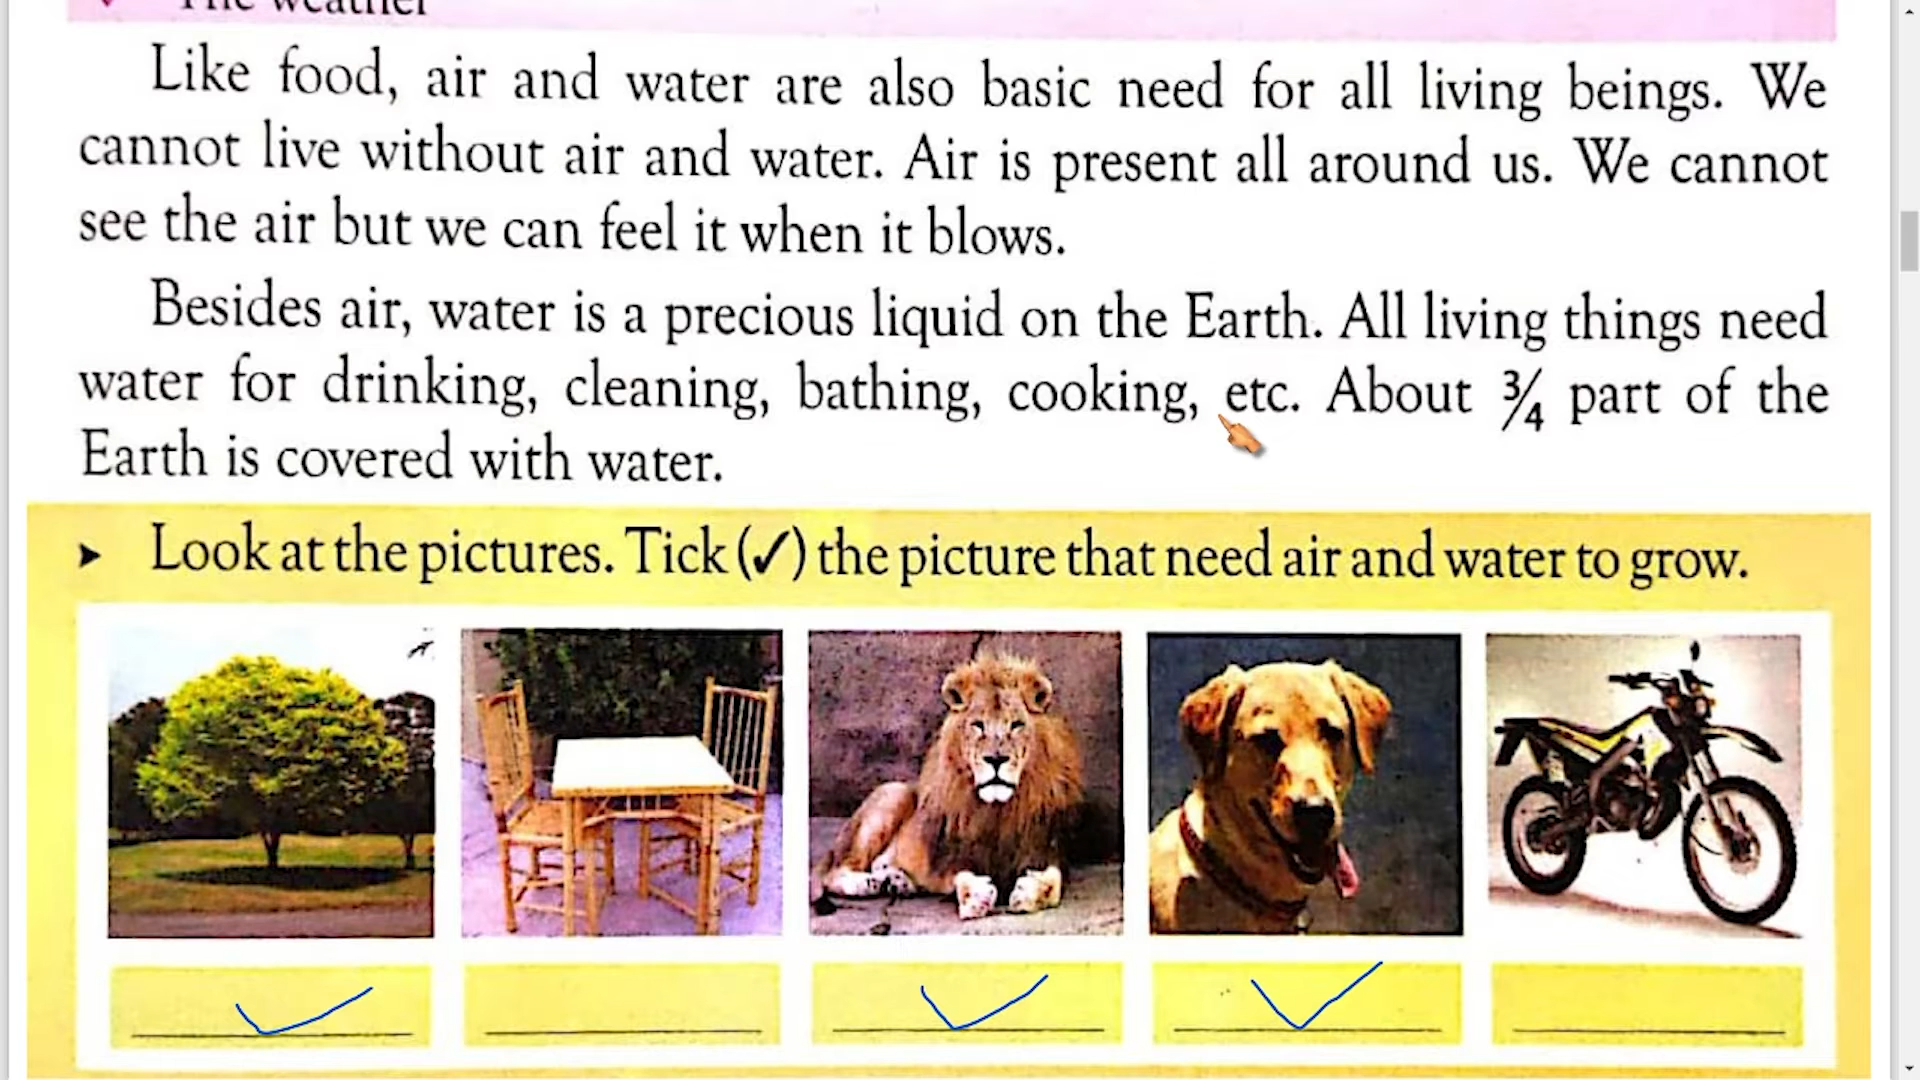 The weather
Like food, air and water are also basic need for all living beings. We
cannot live without air and water. Air is present all around us. We cannot
see the air but we can feel it when it blows.
Besides air, water is a precious liquid on the Earth. All living things need
water for drinking, cleaning, bathing, cooking, etc. About ¾ part of the
Earth is covered with water.
➤ Look at the pictures. Tick (✓) the picture that need air and water to grow.